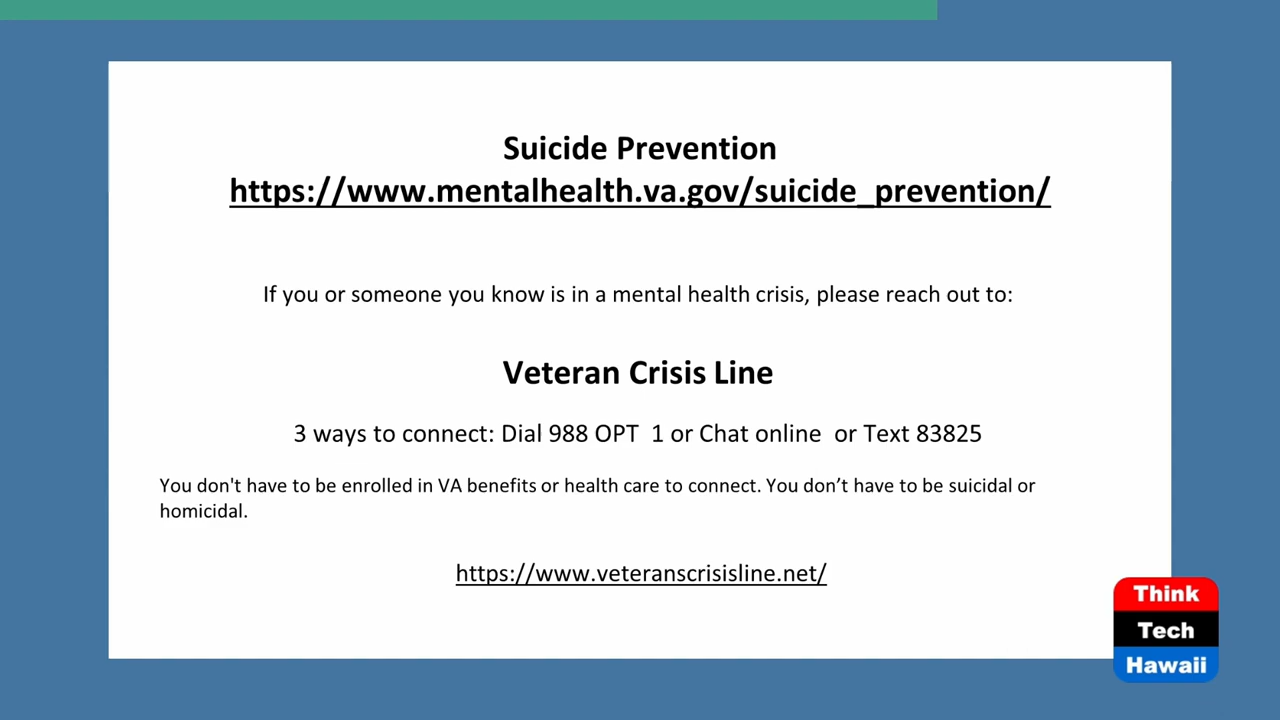 Suicide Prevention
https://www.mentalhealth.va.gov/suicide_prevention/
If you or someone you know is in a mental health crisis, please reach out to:
Veteran Crisis Line
3 ways to connect: Dial 988 OPT  1 or Chat online  or Text 83825
You don't have to be enrolled in VA benefits or health care to connect. You don’t have to be suicidal or
homicidal.
https://www.veteranscrisisline.net/
Think
Tech
Hawaii